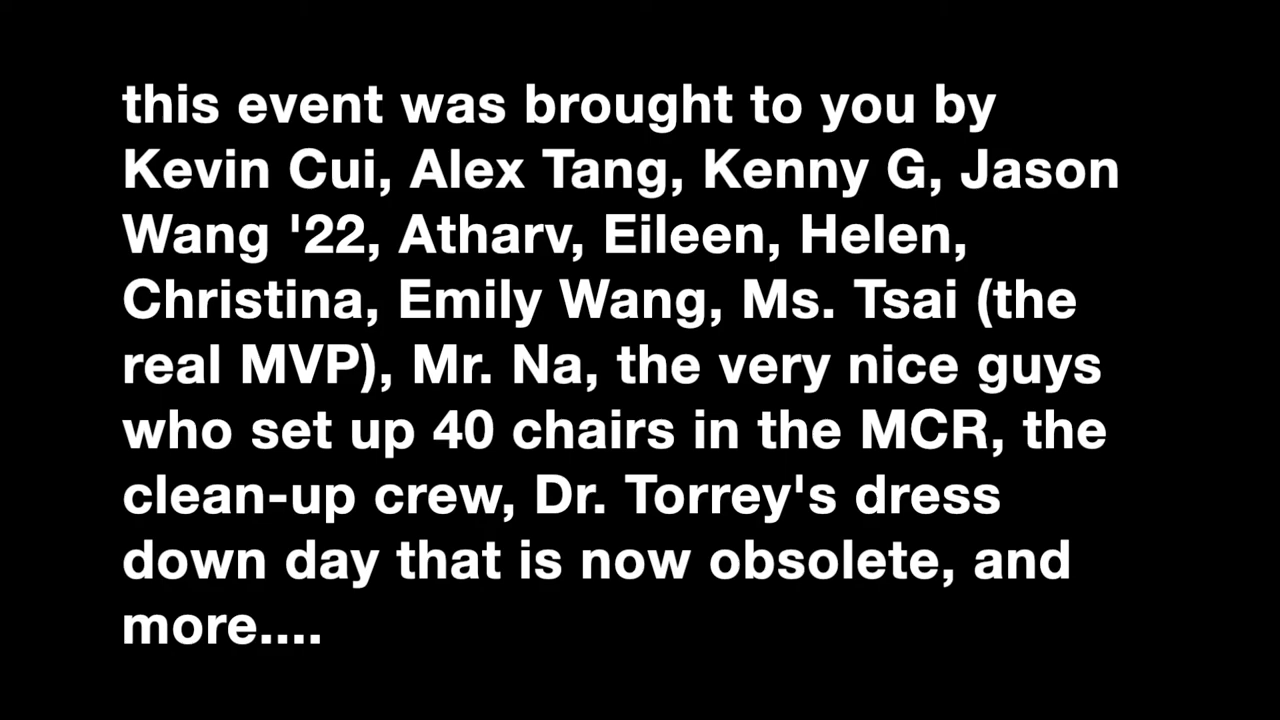 this event was brought to you by
Kevin Cui, Alex Tang, Kenny G, Jason
Wang '22, Atharv, Eileen, Helen,
Christina, Emily Wang, Ms. Tsai (the
real MVP), Mr. Na, the very nice guys
who set up 40 chairs in the MCR, the
clean-up crew, Dr. Torrey's dress
down day that is now obsolete, and
more....